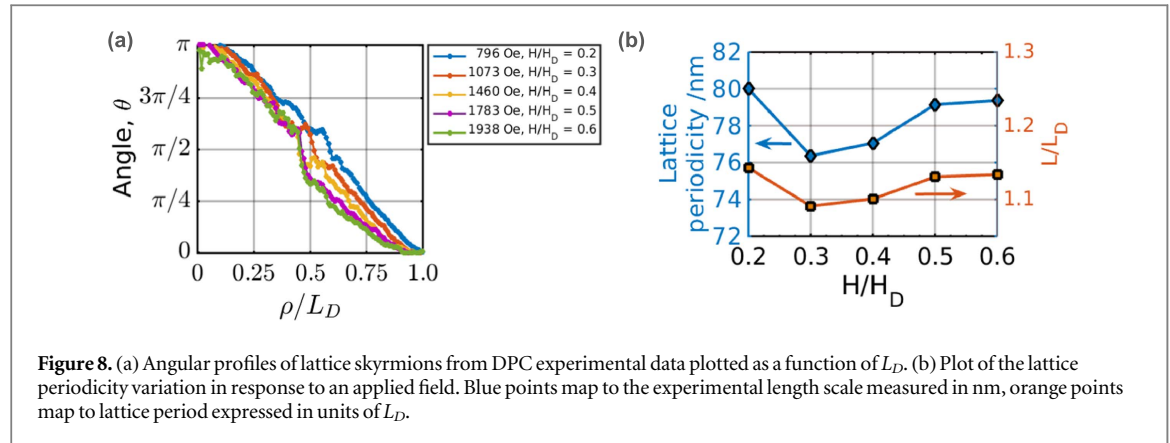 (a)
π
3π/4
π/2
π/4
0
Angle, θ
0 0.25 0.5 0.75 1.0
ρ/L_D
796 Oe, H/H_D = 0.2
1073 Oe, H/H_D = 0.3
1460 Oe, H/H_D = 0.4
1783 Oe, H/H_D = 0.5
1938 Oe, H/H_D = 0.6
(b)
82
80
78
76
74
72
Lattice
periodicity /nm
1.3
1.2
1.1
L/L_D
0.2 0.3 0.4 0.5 0.6
H/H_D
Figure 8. (a) Angular profiles of lattice skyrmions from DPC experimental data plotted as a function of L_D. (b) Plot of the lattice
periodicity variation in response to an applied field. Blue points map to the experimental length scale measured in nm, orange points
map to lattice period expressed in units of L_D.